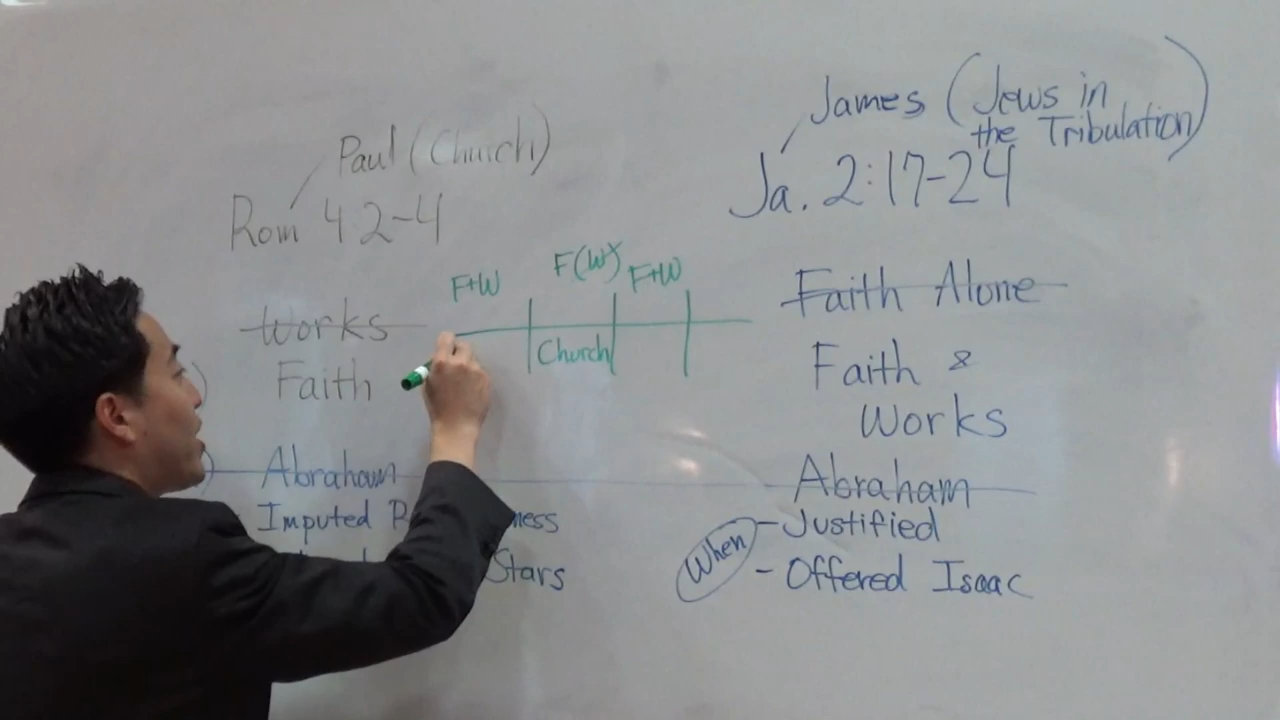 Paul (Church)
Rom 4:2-4
Works
Faith
Abraham
Imputed
Stars
F+W
F(W)
F+W
Church
James (Jews in
the Tribulation)
Ja. 2:17-24
Faith Alone
Faith &
Works
Abraham
When
- Justified
- Offered Isaac